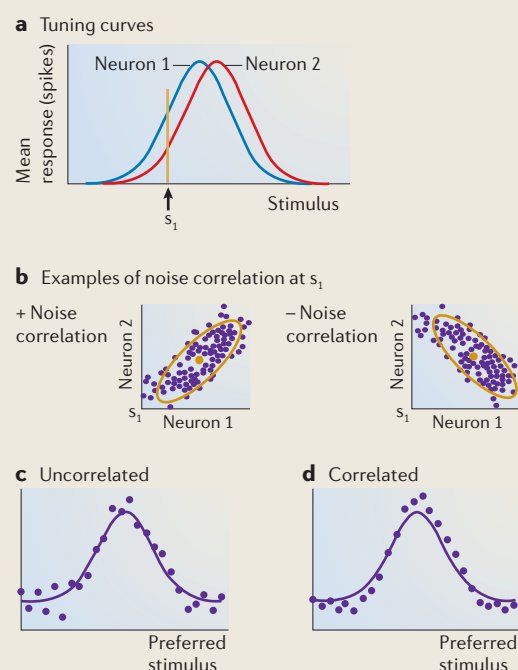 a Tuning curves
Mean
response (spikes)
Neuron 1
Neuron 2
Stimulus
s1
b Examples of noise correlation at s1
+ Noise
correlation
Neuron 2
s1
Neuron 1
– Noise
correlation
Neuron 2
s1
Neuron 1
c Uncorrelated
Preferred
stimulus
d Correlated
Preferred
stimulus